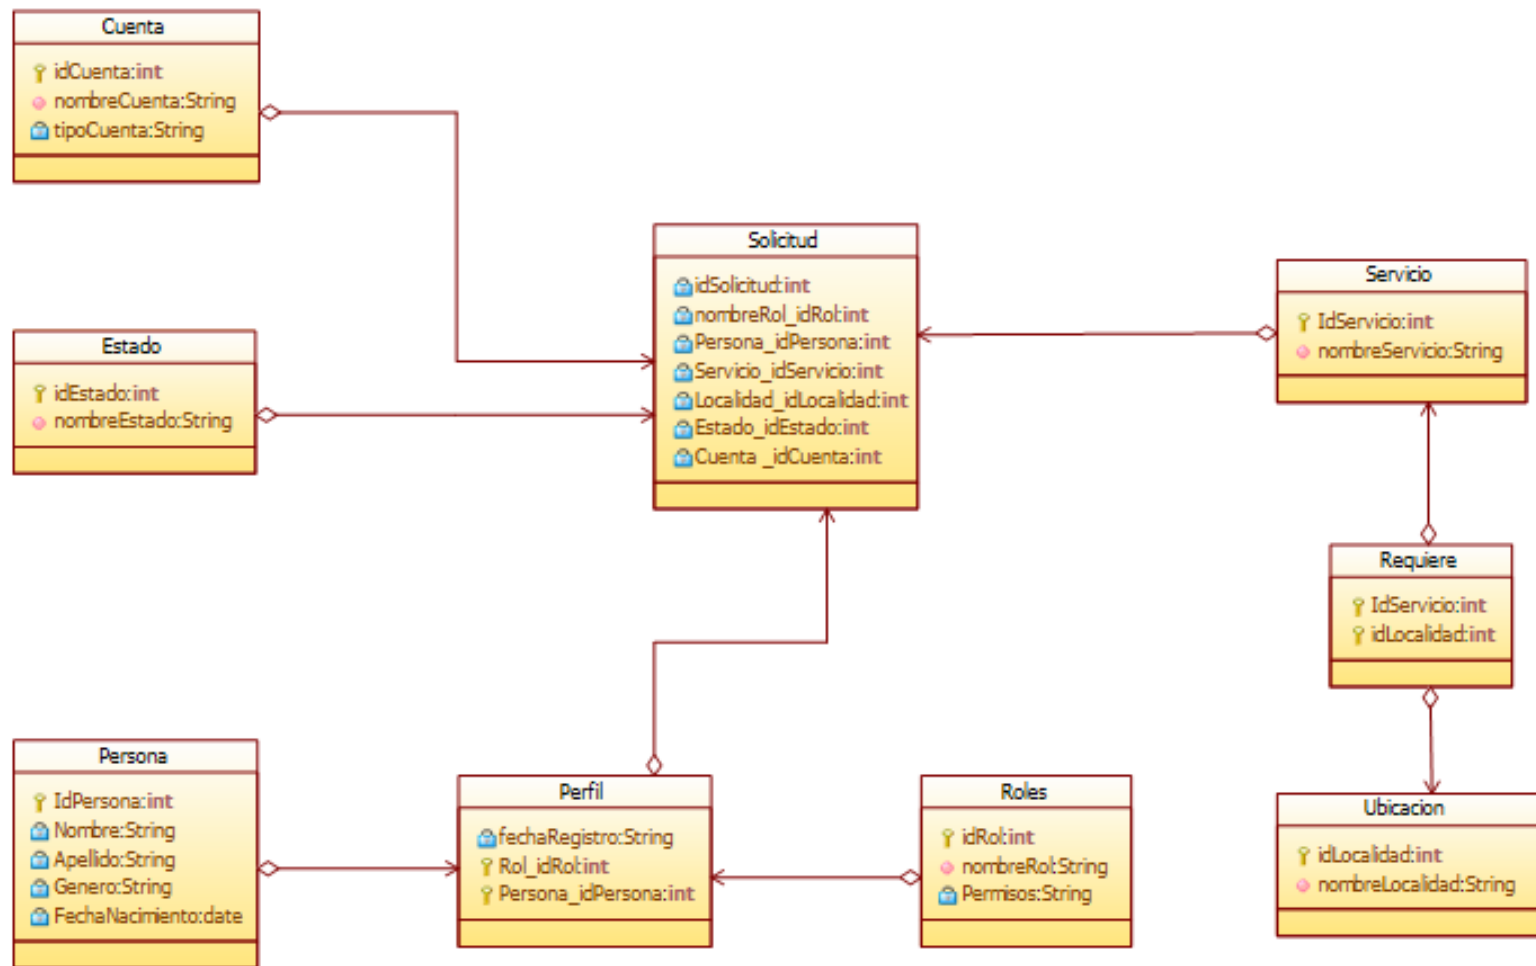 Cuenta
idCuenta:int
nombreCuenta:String
tipoCuenta:String
Solicitud
idSolicitud:int
nombreRol_idRol:int
Persona_idPersona:int
Servicio_idServicio:int
Localidad_idLocalidad:int
Estado_idEstado:int
Cuenta _idCuenta:int
Servicio
IdServicio:int
nombreServicio:String
Estado
idEstado:int
nombreEstado:String
Requiere
IdServicio:int
idLocalidad:int
Persona
IdPersona:int
Nombre:String
Apellido:String
Genero:String
FechaNacimiento:date
Perfil
fechaRegistro:String
Rol_idRol:int
Persona_idPersona:int
Roles
idRol:int
nombreRol:String
Permisos:String
Ubicacion
idLocalidad:int
nombreLocalidad:String